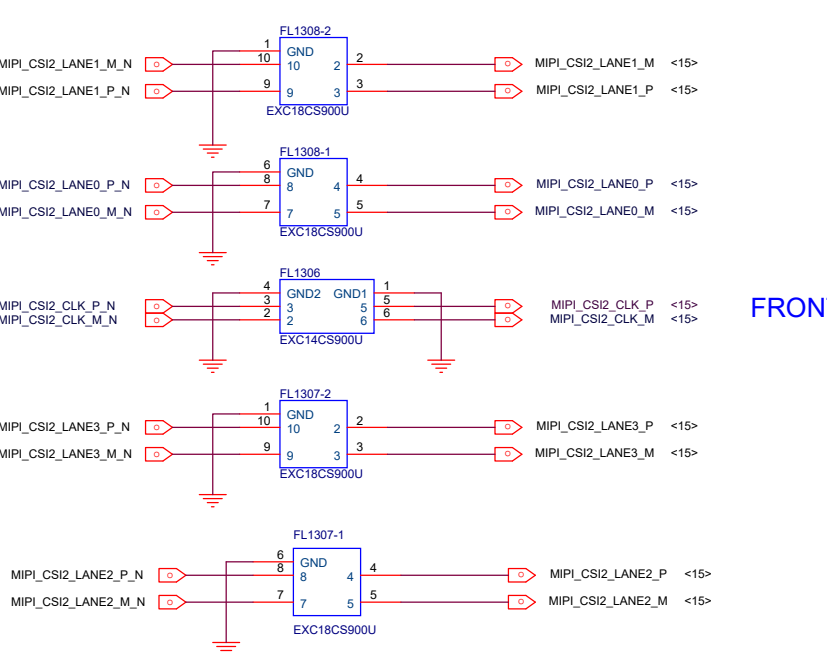 FL1308-2
1 GND
MIPI_CSI2_LANE1_M_N 10 10 2 2 MIPI_CSI2_LANE1_M <15>
MIPI_CSI2_LANE1_P_N 9 9 3 3 MIPI_CSI2_LANE1_P <15>
EXC18CS900U
FL1308-1
6 GND
MIPI_CSI2_LANE0_P_N 8 8 4 4 MIPI_CSI2_LANE0_P <15>
MIPI_CSI2_LANE0_M_N 7 7 5 5 MIPI_CSI2_LANE0_M <15>
EXC18CS900U
FL1306
4 GND2 GND1 1
MIPI_CSI2_CLK_P_N 3 3 5 5 MIPI_CSI2_CLK_P <15>
MIPI_CSI2_CLK_M_N 2 2 6 6 MIPI_CSI2_CLK_M <15>
EXC14CS900U
FRON
FL1307-2
1 GND
MIPI_CSI2_LANE3_P_N 10 10 2 2 MIPI_CSI2_LANE3_P <15>
MIPI_CSI2_LANE3_M_N 9 9 3 3 MIPI_CSI2_LANE3_M <15>
EXC18CS900U
FL1307-1
6 GND
MIPI_CSI2_LANE2_P_N 8 8 4 4 MIPI_CSI2_LANE2_P <15>
MIPI_CSI2_LANE2_M_N 7 7 5 5 MIPI_CSI2_LANE2_M <15>
EXC18CS900U